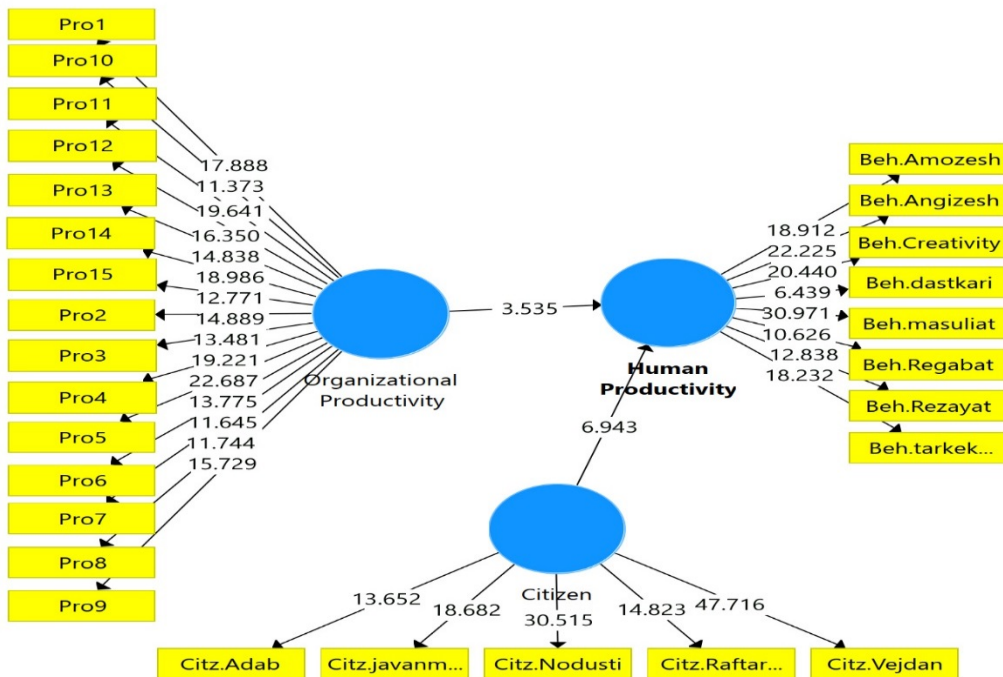 Pro1
Pro10
Pro11
Pro12
Pro13
Pro14
Pro15
Pro2
Pro3
Pro4
Pro5
Pro6
Pro7
Pro8
Pro9
17.888
11.373
19.641
16.350
14.838
18.986
12.771
14.889
13.481
19.221
22.687
13.775
11.645
11.744
15.729
Organizational
Productivity
3.535
Human
Productivity
18.912
22.225
20.440
6.439
30.971
10.626
12.838
18.232
Beh.Amozesh
Beh.Angizesh
Beh.Creativity
Beh.dastkari
Beh.masuliat
Beh.Regabat
Beh.Rezayat
Beh.tarkek...
6.943
Citizen
13.652
18.682
30.515
14.823
47.716
Citz.Adab
Citz.javanm...
Citz.Nodusti
Citz.Raftar...
Citz.Vejdan